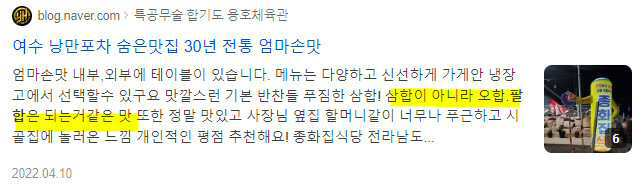 blog.naver.com › 특공무술 합기도 용호체육관
여수 낭만포차 숨은맛집 30년 전통 엄마손맛
엄마손맛 내부,외부에 테이블이 있습니다. 메뉴는 다양하고 신선하게 가게안 냉장
고에서 선택할수 있구요 맛깔스런 기본 반찬들 푸짐한 삼합! 삼합이 아니라 오합.팔
합은 되는거같은 맛 또한 정말 맛있고 사장님 옆집 할머니같이 너무나 푸근하고 시
골집에 놀러온 느낌 개인적인 평점 추천해요! 종화집식당 전라남도...
종화집
6
2022.04.10